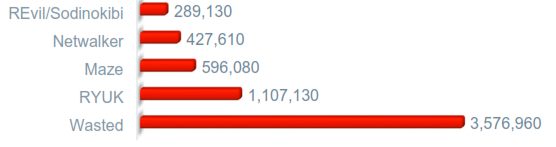 REvil/Sodinokibi 289,130
Netwalker 427,610
Maze 596,080
RYUK 1,107,130
Wasted 3,576,960